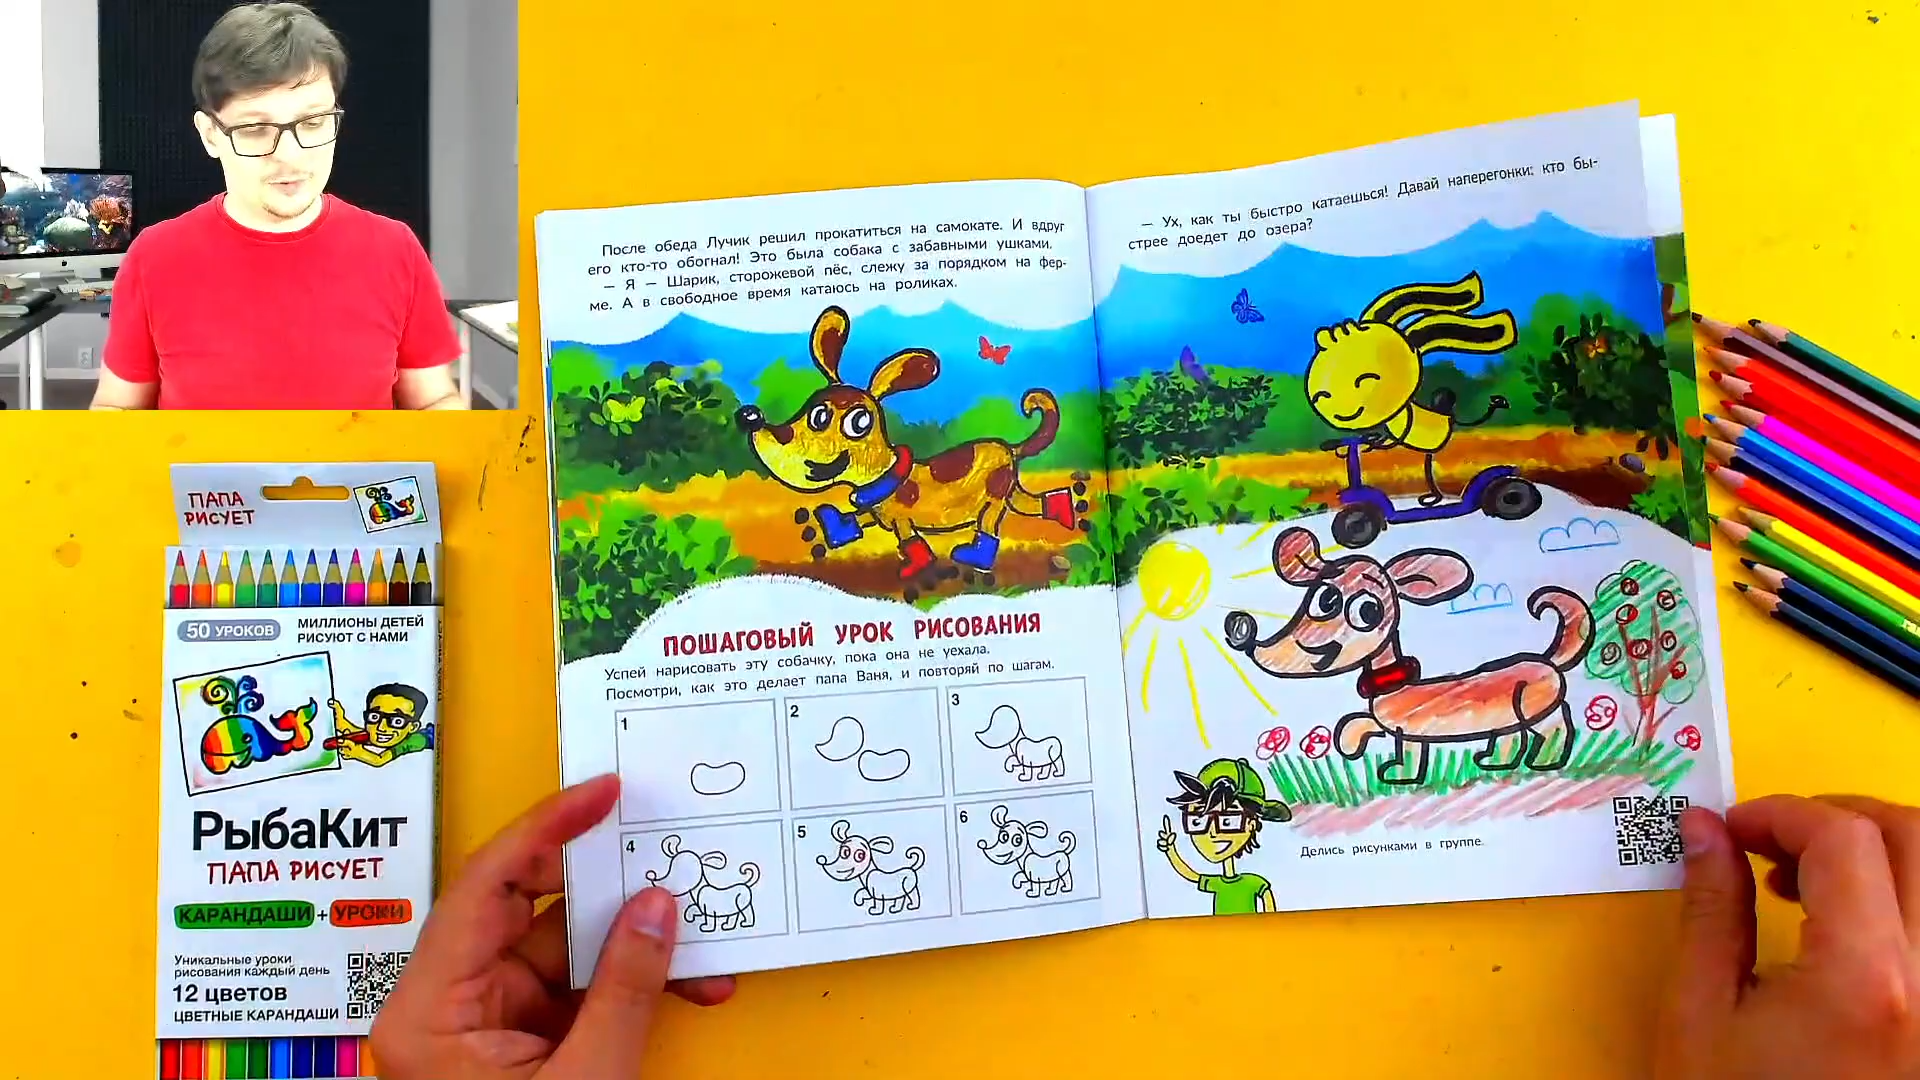 ПАПА
РИСУЕТ
50 УРОКОВ
МИЛЛИОНЫ ДЕТЕЙ
РИСУЮТ С НАМИ
РыбаКит
ПАПА РИСУЕТ
КАРАНДАШИ + УРОКИ
Уникальные уроки
рисования каждый день
12 цветов
ЦВЕТНЫЕ КАРАНДАШИ
После обеда Лучик решил прокатиться на самокате. И вдруг
его кто-то обогнал! Это была собака с забавными ушками.
— Я — Шарик, сторожевой пёс, слежу за порядком на фер-
ме. А в свободное время катаюсь на роликах.
ПОШАГОВЫЙ УРОК РИСОВАНИЯ
Успей нарисовать эту собачку, пока она не уехала.
Посмотри, как это делает папа Ваня, и повторяй по шагам.
1
2
3
4
5
6
— Ух, как ты быстро катаешься! Давай наперегонки: кто бы-
стрее доедет до озера?
Делись рисунками в группе.